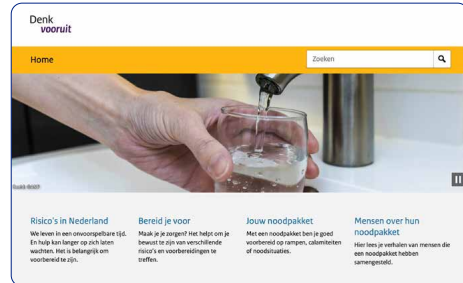 Denk
vooruit
Home
Zoeken
Risico's in Nederland
We leven in een onvoorspelbare tijd.
En hulp kan langer op zich laten
wachten. Het is belangrijk om
voorbereid te zijn.
Bereid je voor
Maak je je zorgen? Het helpt om je
bewust te zijn van verschillende
risico's en voorbereidingen te
treffen.
Jouw noodpakket
Met een noodpakket ben je goed
voorbereid op rampen, calamiteiten
of noodsituaties.
Mensen over hun
noodpakket
Hier lees je verhalen van mensen die
een noodpakket hebben
samengesteld.